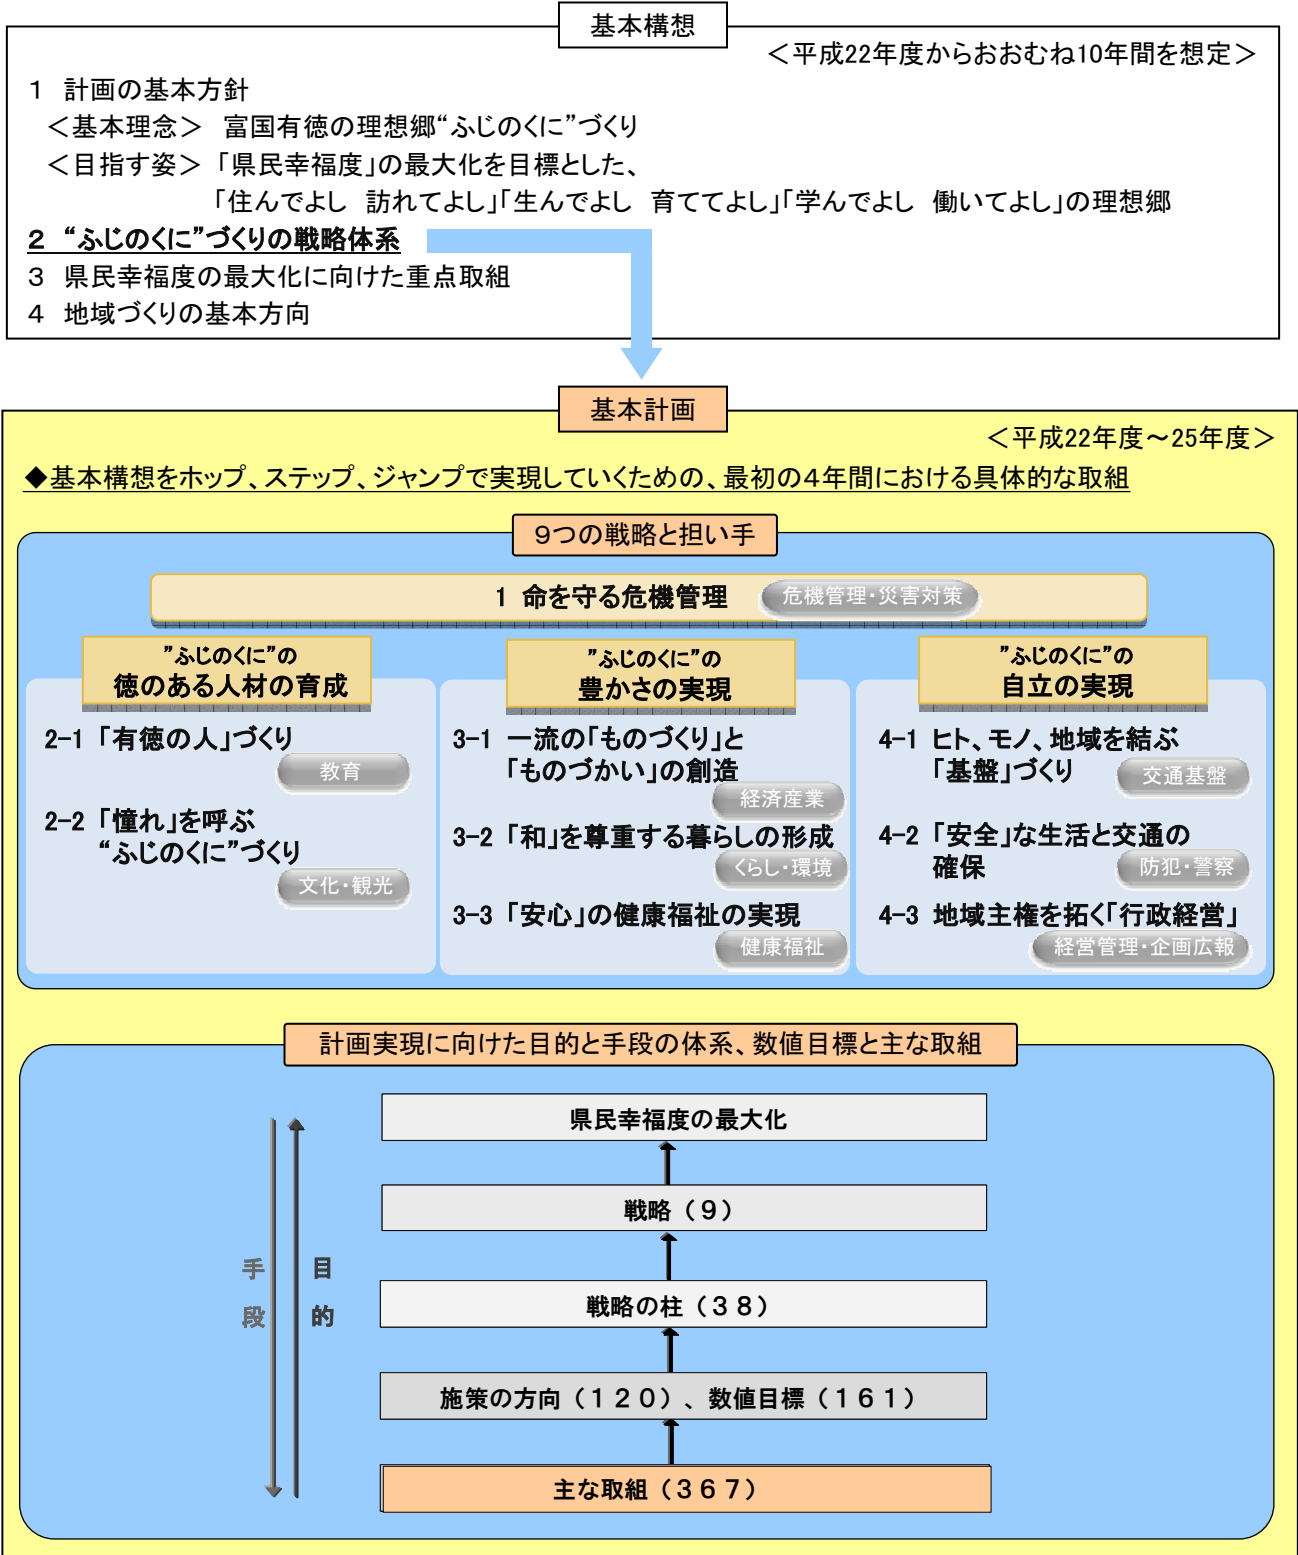 基本構想
＜平成22年度からおおむね10年間を想定＞
１　計画の基本方針
＜基本理念＞　富国有徳の理想郷“ふじのくに”づくり
＜目指す姿＞「県民幸福度」の最大化を目標とした、
「住んでよし　訪れてよし」「生んでよし　育ててよし」「学んでよし　働いてよし」の理想郷
２　“ふじのくに”づくりの戦略体系
３　県民幸福度の最大化に向けた重点取組
４　地域づくりの基本方向
基本計画
＜平成22年度～25年度＞
◆基本構想をホップ、ステップ、ジャンプで実現していくための、最初の４年間における具体的な取組
９つの戦略と担い手
1 命を守る危機管理
危機管理・災害対策
”ふじのくに”の
徳のある人材の育成
2-1 「有徳の人」づくり
教育
2-2 「憧れ」を呼ぶ
“ふじのくに”づくり
文化・観光
”ふじのくに”の
豊かさの実現
3-1 一流の「ものづくり」と
「ものづかい」の創造
経済産業
3-2 「和」を尊重する暮らしの形成
くらし・環境
3-3 「安心」の健康福祉の実現
健康福祉
”ふじのくに”の
自立の実現
4-1 ヒト、モノ、地域を結ぶ
「基盤」づくり
交通基盤
4-2 「安全」な生活と交通の
確保
防犯・警察
4-3 地域主権を拓く「行政経営」
経営管理・企画広報
計画実現に向けた目的と手段の体系、数値目標と主な取組
手段
目的
県民幸福度の最大化
戦略（９）
戦略の柱（３８）
施策の方向（１２０）、数値目標（１６１）
主な取組（３６７）